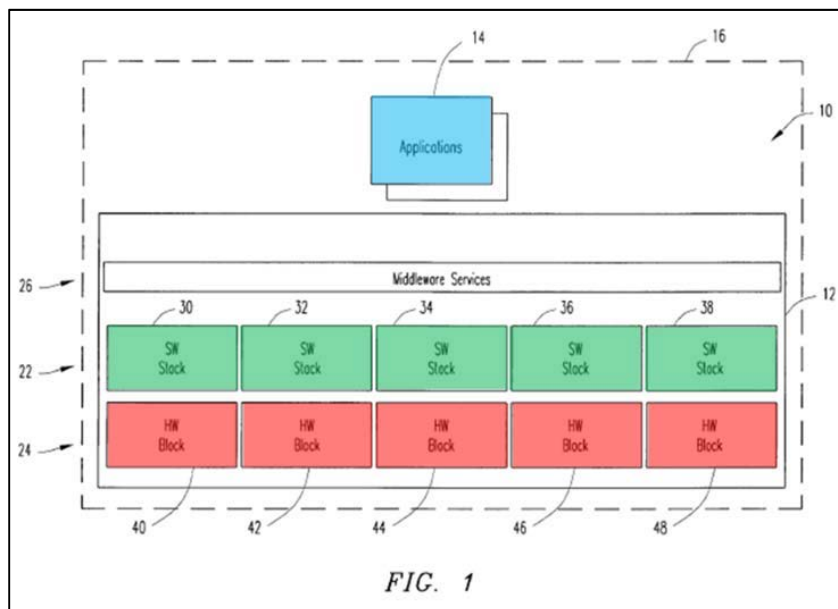 14
16
10
Applications
26
Middleware Services
12
30
32
34
36
38
22
SW
Stack
SW
Stack
SW
Stack
SW
Stack
SW
Stack
24
HW
Block
HW
Block
HW
Block
HW
Block
HW
Block
40
42
44
46
48
FIG. 1